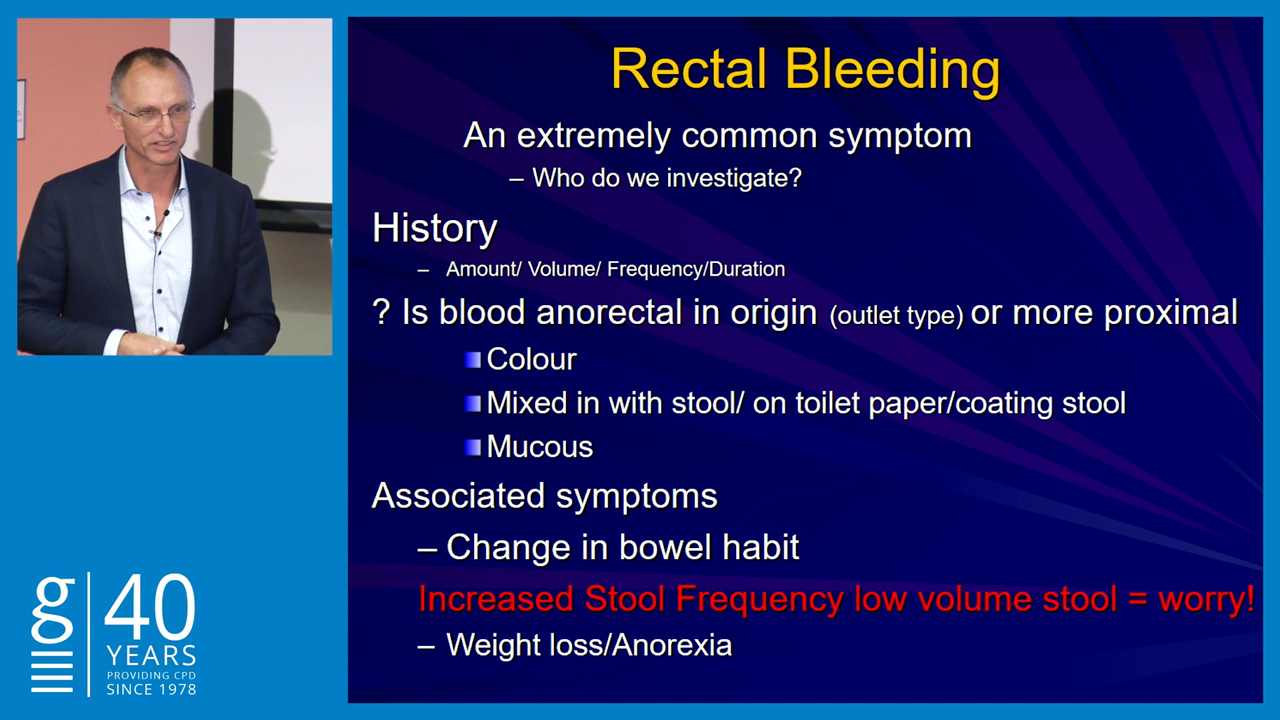 Rectal Bleeding
An extremely common symptom
– Who do we investigate?
History
– Amount/ Volume/ Frequency/Duration
? Is blood anorectal in origin (outlet type) or more proximal
Colour
Mixed in with stool/ on toilet paper/coating stool
Mucous
Associated symptoms
– Change in bowel habit
Increased Stool Frequency low volume stool = worry!
– Weight loss/Anorexia
g
40
YEARS
PROVIDING CPD
SINCE 1978